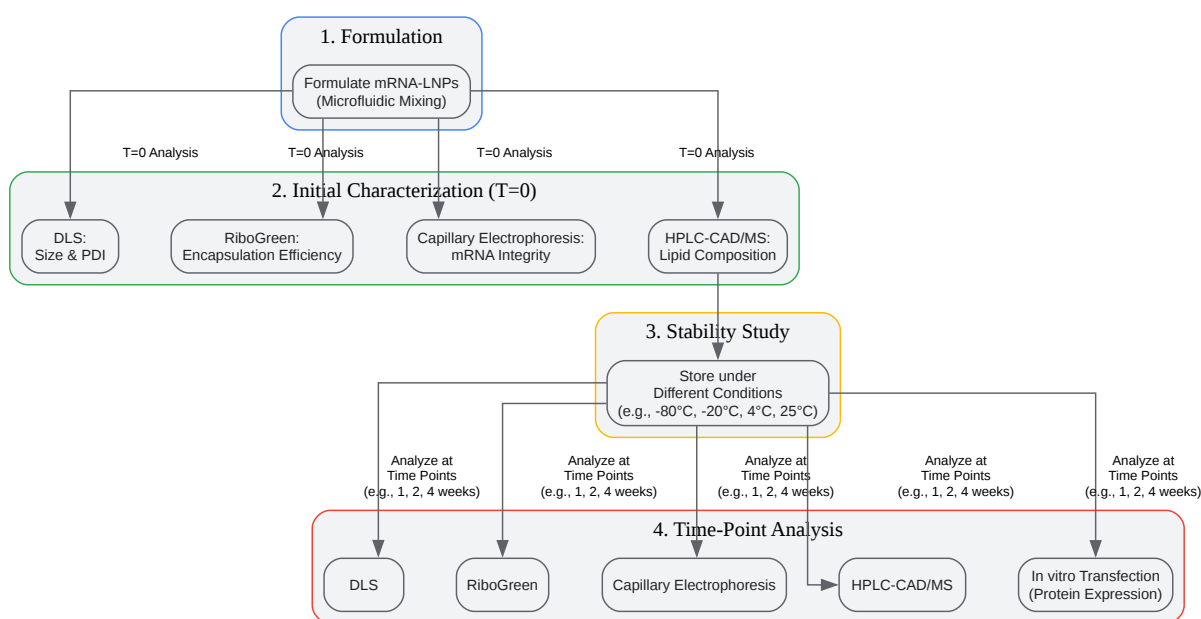 1. Formulation
Formulate mRNA-LNPs
(Microfluidic Mixing)
T=0 Analysis
T=0 Analysis
T=0 Analysis
T=0 Analysis
2. Initial Characterization (T=0)
DLS:
Size & PDI
RiboGreen:
Encapsulation Efficiency
Capillary Electrophoresis:
mRNA Integrity
HPLC-CAD/MS:
Lipid Composition
3. Stability Study
Store under
Different Conditions
(e.g., -80°C, -20°C, 4°C, 25°C)
Analyze at
Time Points
(e.g., 1, 2, 4 weeks)
Analyze at
Time Points
(e.g., 1, 2, 4 weeks)
Analyze at
Time Points
(e.g., 1, 2, 4 weeks)
Analyze at
Time Points
(e.g., 1, 2, 4 weeks)
Analyze at
Time Points
(e.g., 1, 2, 4 weeks)
4. Time-Point Analysis
DLS
RiboGreen
Capillary Electrophoresis
HPLC-CAD/MS
In vitro Transfection
(Protein Expression)